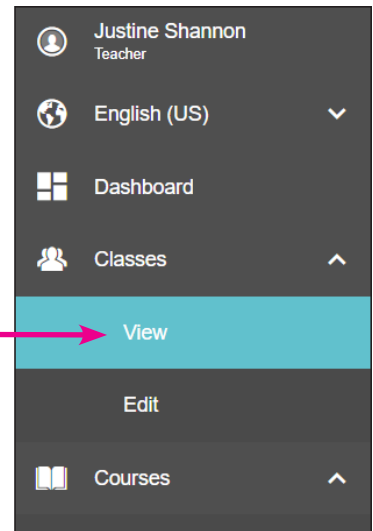 Justine Shannon
Teacher
English (US)
Dashboard
Classes
View
Edit
Courses